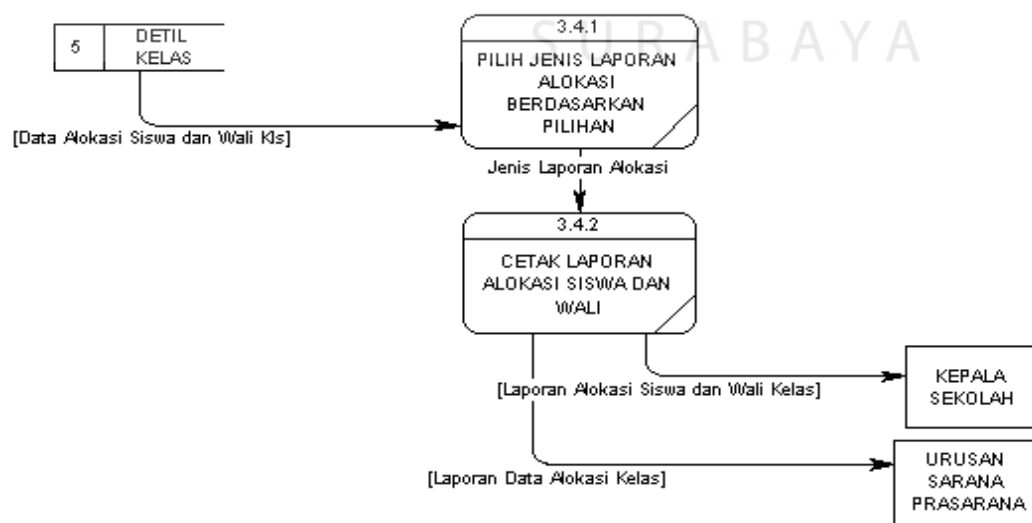 SURABAYA
5
DETIL
KELAS
3.4.1
PILIH JENIS LAPORAN
ALOKASI
BERDASARKAN
PILIHAN
[Data Alokasi Siswa dan Wali Kls]
Jenis Laporan Alokasi
3.4.2
CETAK LAPORAN
ALOKASI SISWA DAN
WALI
[Laporan Alokasi Siswa dan Wali Kelas]
KEPALA
SEKOLAH
[Laporan Data Alokasi Kelas]
URUSAN
SARANA
PRASARANA